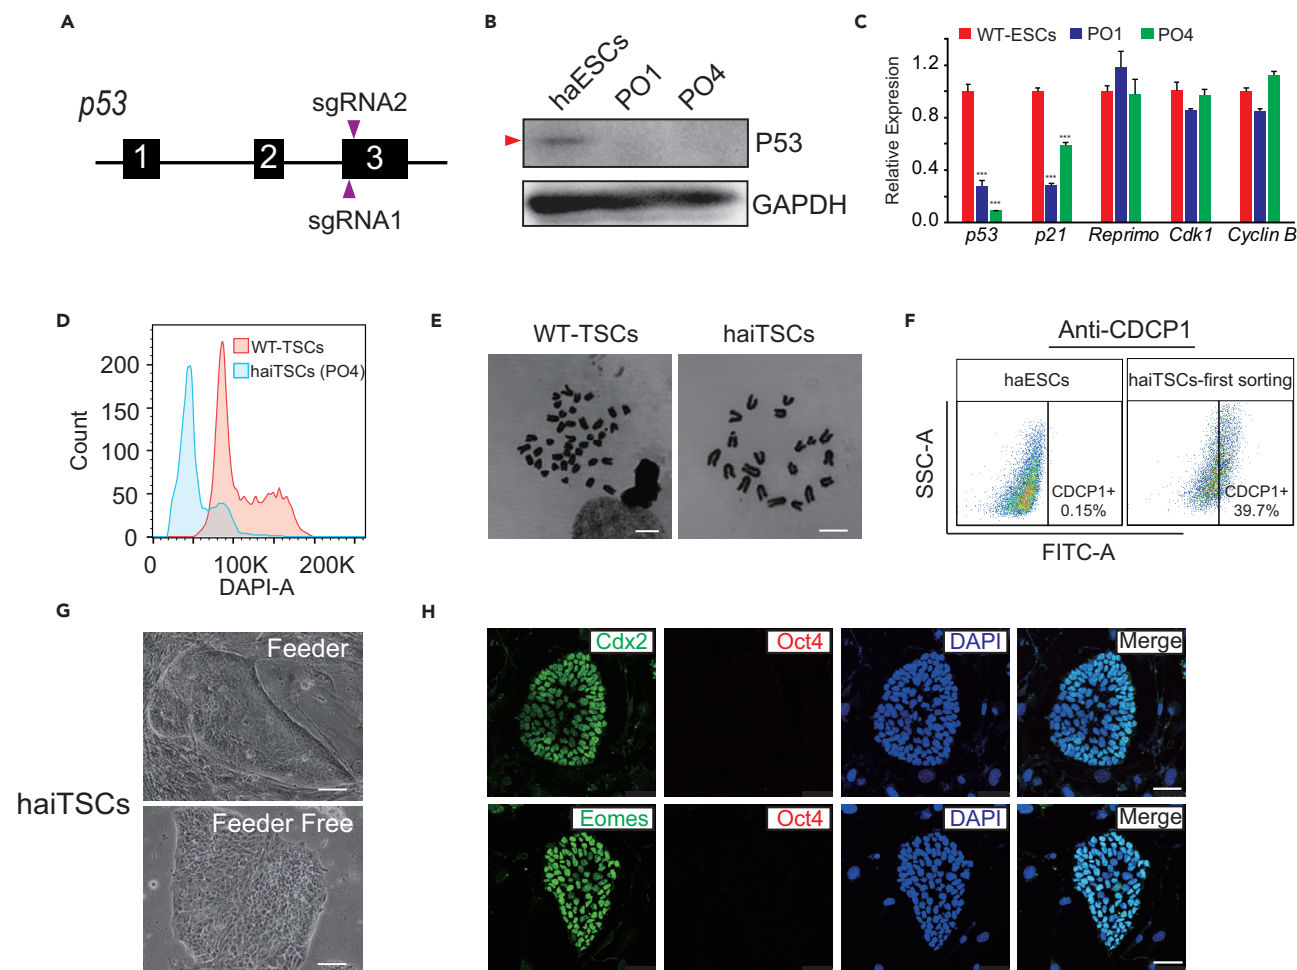 A
p53
sgRNA2
1
2
3
sgRNA1
B
haESCs
PO1
PO4
P53
GAPDH
C
WT-ESCs
PO1
PO4
Relative Expresion
1.2
0.8
0.4
0.0
***
***
***
***
p53
p21
Reprimo
Cdk1
Cyclin B
D
WT-TSCs
haiTSCs (PO4)
Count
200
150
100
50
0
0
100K
200K
DAPI-A
E
WT-TSCs
haiTSCs
F
Anti-CDCP1
haESCs
haiTSCs-first sorting
SSC-A
CDCP1+
0.15%
CDCP1+
39.7%
FITC-A
G
haiTSCs
Feeder
Feeder Free
H
Cdx2
Oct4
DAPI
Merge
Eomes
Oct4
DAPI
Merge